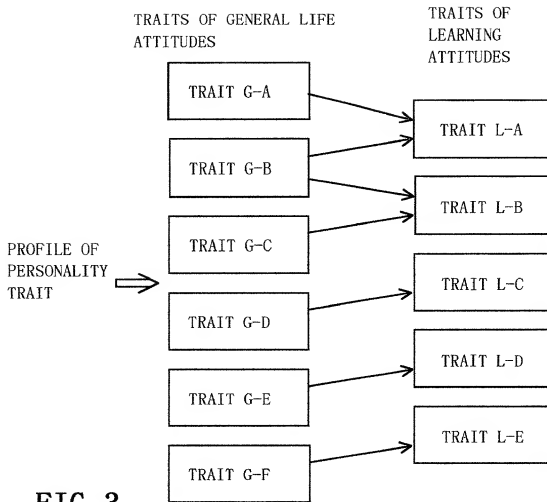 TRAITS OF GENERAL LIFE
ATTITUDES
TRAITS OF
LEARNING
ATTITUDES
PROFILE OF
PERSONALITY
TRAIT
TRAIT G-A
TRAIT G-B
TRAIT G-C
TRAIT G-D
TRAIT G-E
TRAIT G-F
TRAIT L-A
TRAIT L-B
TRAIT L-C
TRAIT L-D
TRAIT L-E